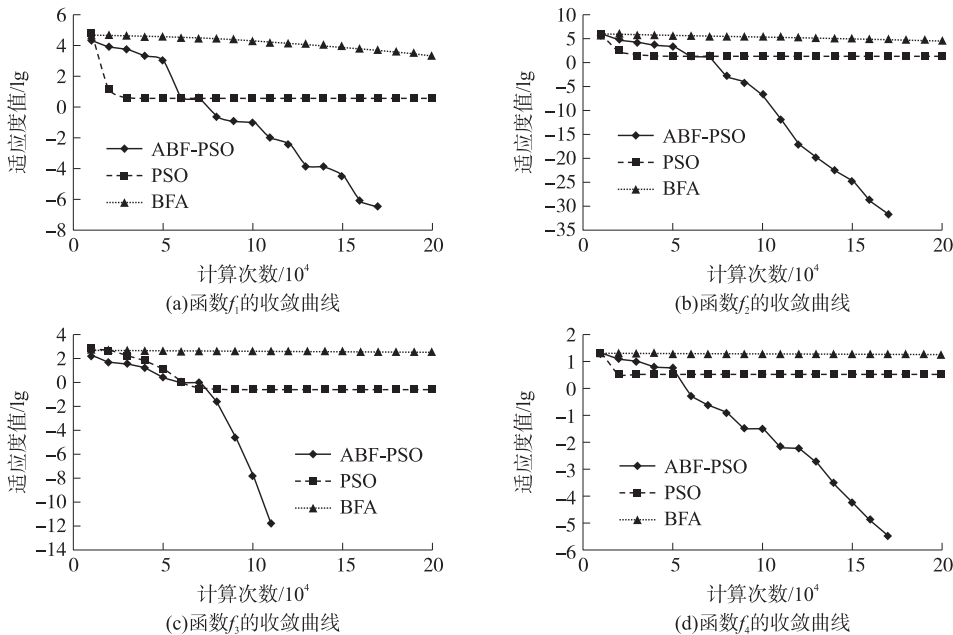 8
6
4
2
0
−2
−4
−6
−8
适应度值/lg
ABF-PSO
PSO
BFA
0 5 10 15 20
计算次数/10⁴
(a)函数f₁的收敛曲线
10
5
0
−5
−10
−15
−20
−25
−30
−35
适应度值/lg
ABF-PSO
PSO
BFA
0 5 10 15 20
计算次数/10⁴
(b)函数f₂的收敛曲线
4
2
0
−2
−4
−6
−8
−10
−12
−14
适应度值/lg
ABF-PSO
PSO
BFA
0 5 10 15 20
计算次数/10⁴
(c)函数f₃的收敛曲线
2
1
0
−1
−2
−3
−4
−5
−6
适应度值/lg
ABF-PSO
PSO
BFA
0 5 10 15 20
计算次数/10⁴
(d)函数f₄的收敛曲线